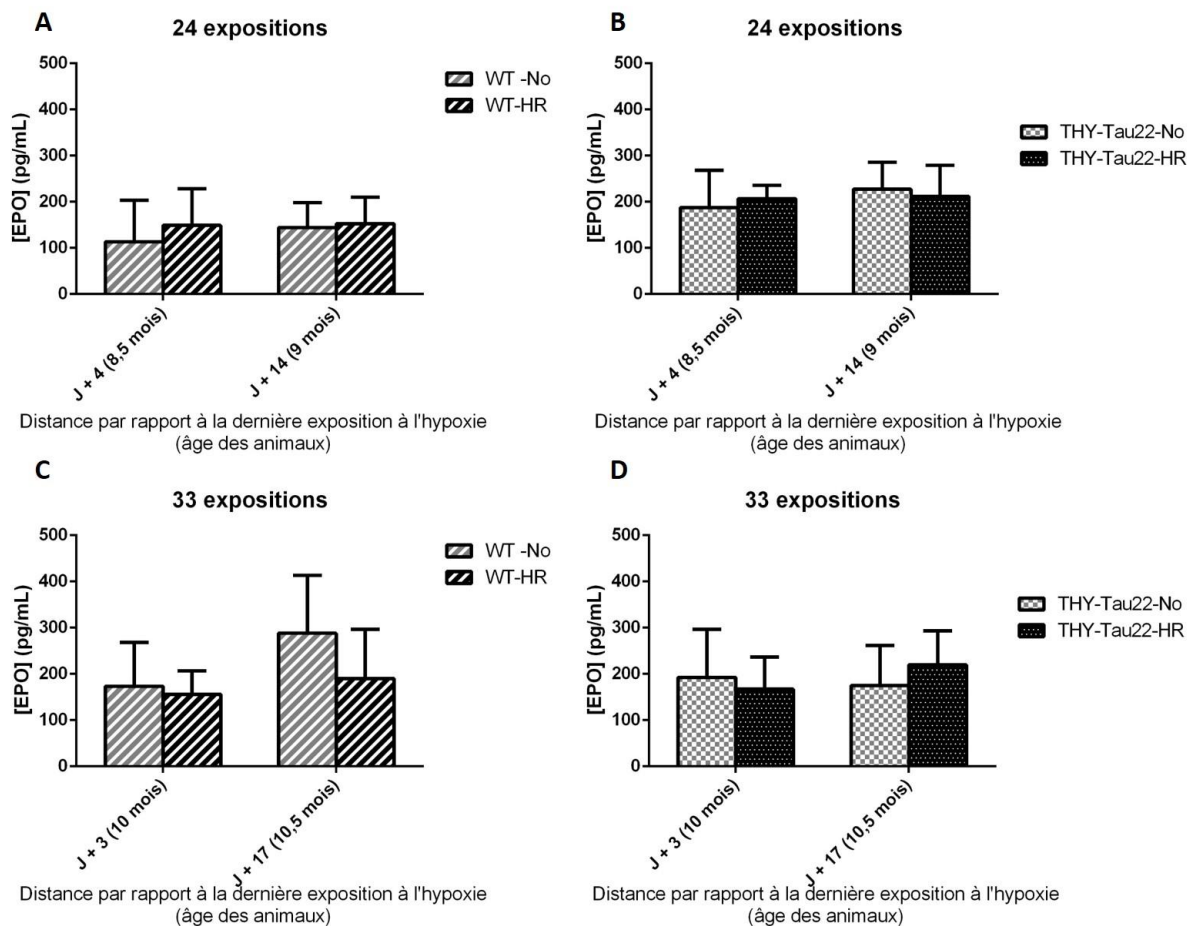 A
24 expositions
[EPO] (pg/mL)
500
400
300
200
100
0
WT -No
WT-HR
J + 4 (8,5 mois)
J + 14 (9 mois)
Distance par rapport à la dernière exposition à l'hypoxie
(âge des animaux)
B
24 expositions
[EPO] (pg/mL)
500
400
300
200
100
0
THY-Tau22-No
THY-Tau22-HR
J + 4 (8,5 mois)
J + 14 (9 mois)
Distance par rapport à la dernière exposition à l'hypoxie
(âge des animaux)
C
33 expositions
[EPO] (pg/mL)
500
400
300
200
100
0
WT -No
WT-HR
J + 3 (10 mois)
J + 17 (10,5 mois)
Distance par rapport à la dernière exposition à l'hypoxie
(âge des animaux)
D
33 expositions
[EPO] (pg/mL)
500
400
300
200
100
0
THY-Tau22-No
THY-Tau22-HR
J + 3 (10 mois)
J + 17 (10,5 mois)
Distance par rapport à la dernière exposition à l'hypoxie
(âge des animaux)